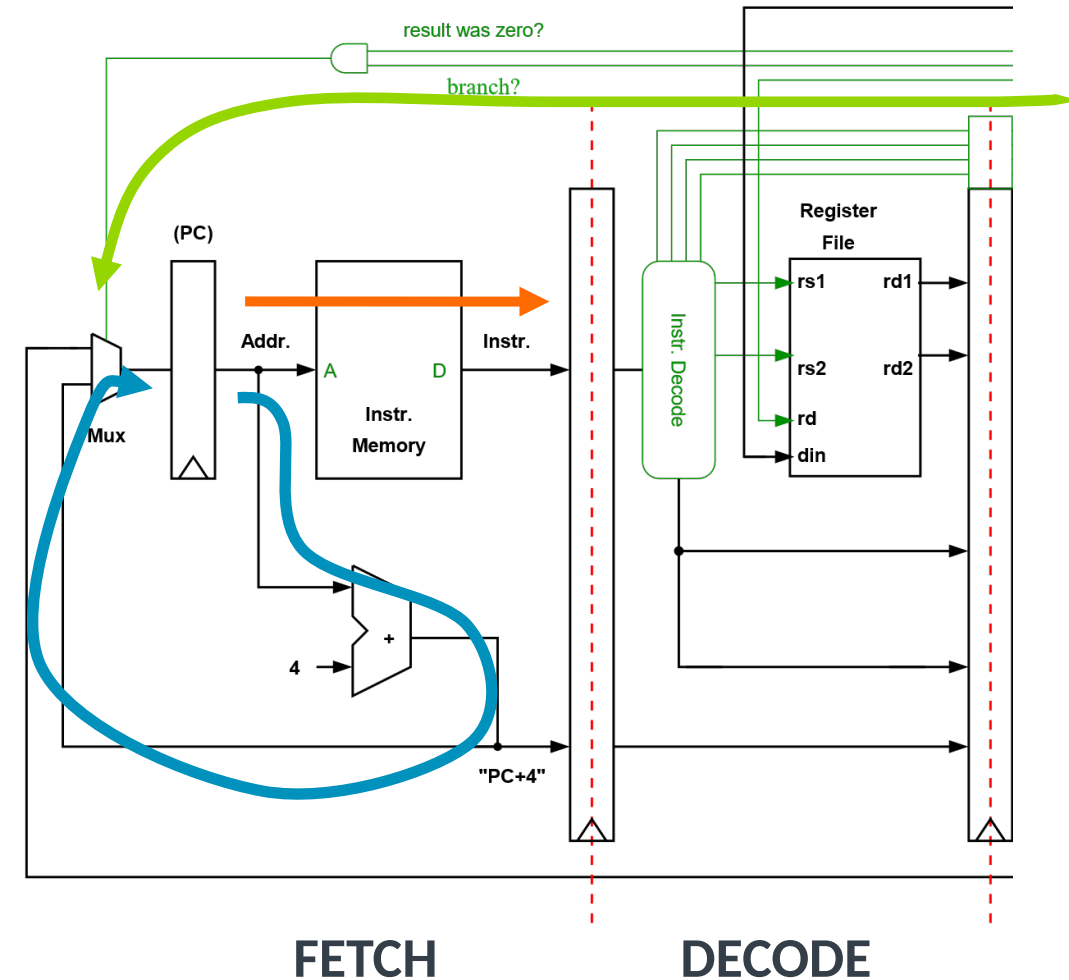 result was zero?
branch?
(PC)
Register
File
rs1
rd1
Addr.
Instr.
A
D
rs2
rd2
Instr. Decode
Instr.
Memory
rd
Mux
din
+
4
"PC+4"
FETCH
DECODE